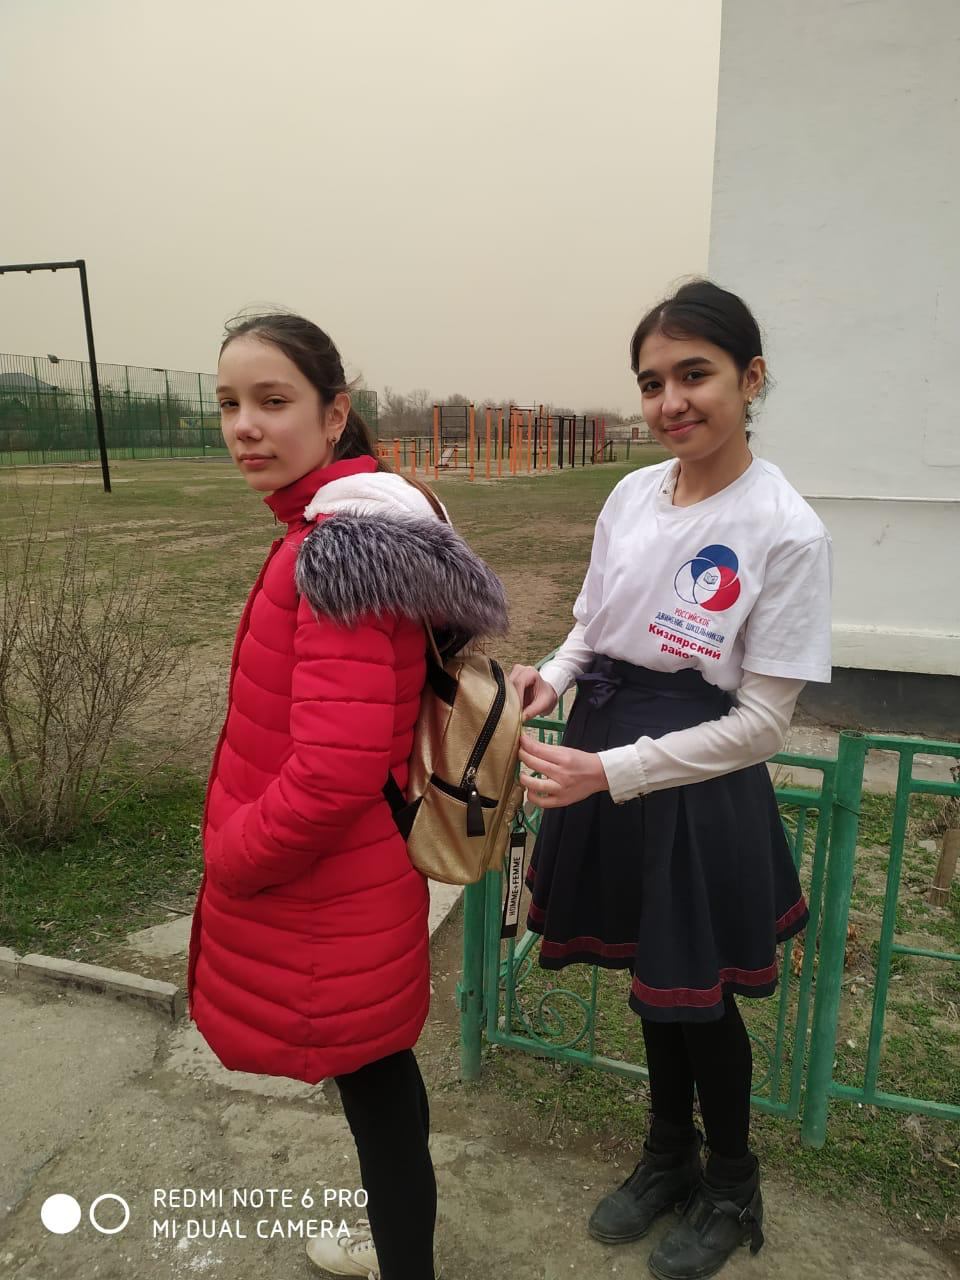 РОССИЙСКОЕ
ДВИЖЕНИЕ ШКОЛЬНИКОВ
Кизлярский
район
HOMME+FEMME
REDMI NOTE 6 PRO
MI DUAL CAMERA